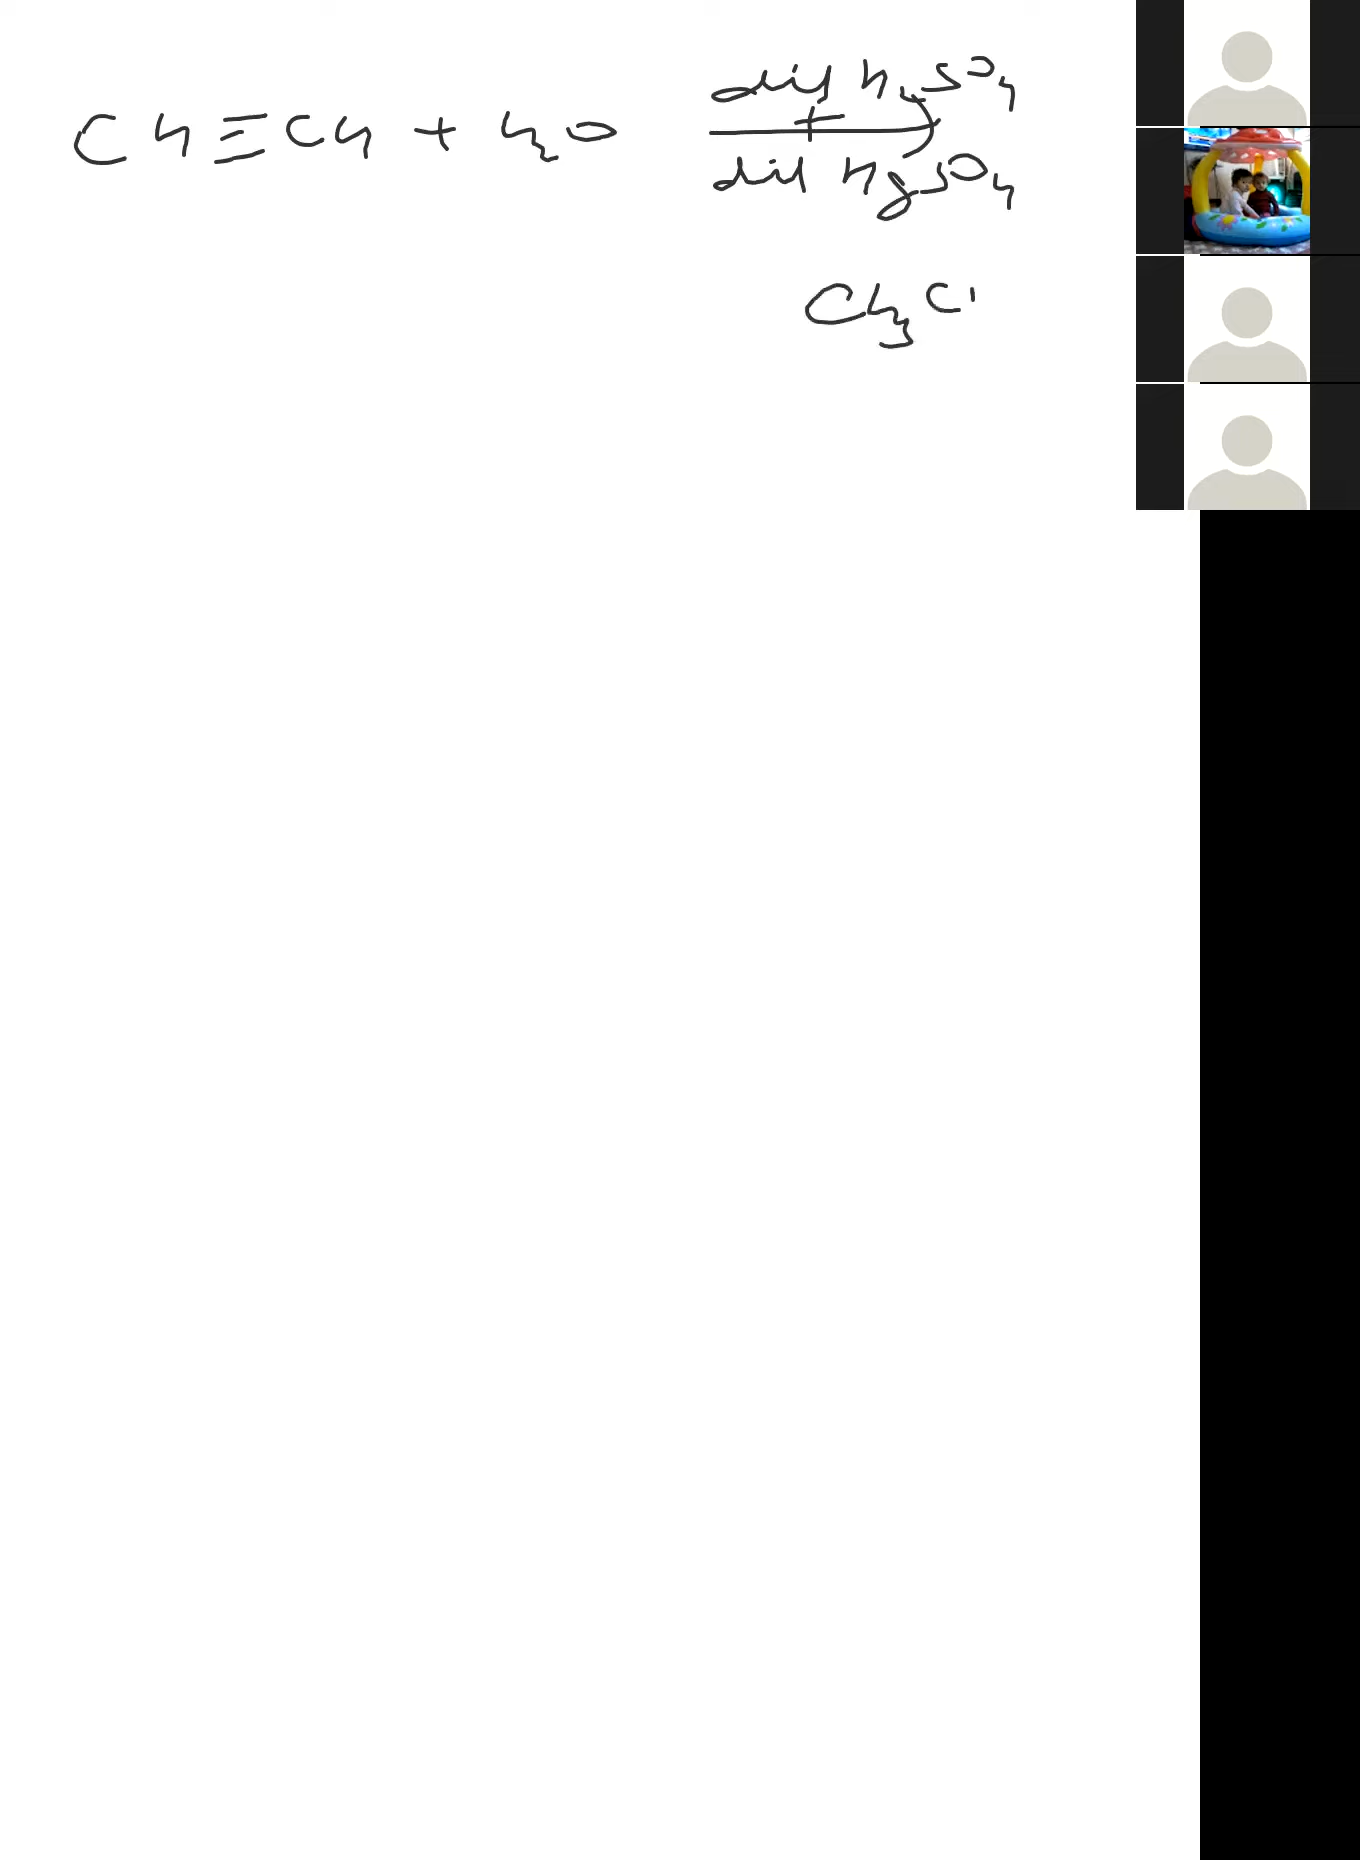 dil H₂SO₄
CH≡CH + H₂O ⟶
+
dil HgSO₄
CH₃C